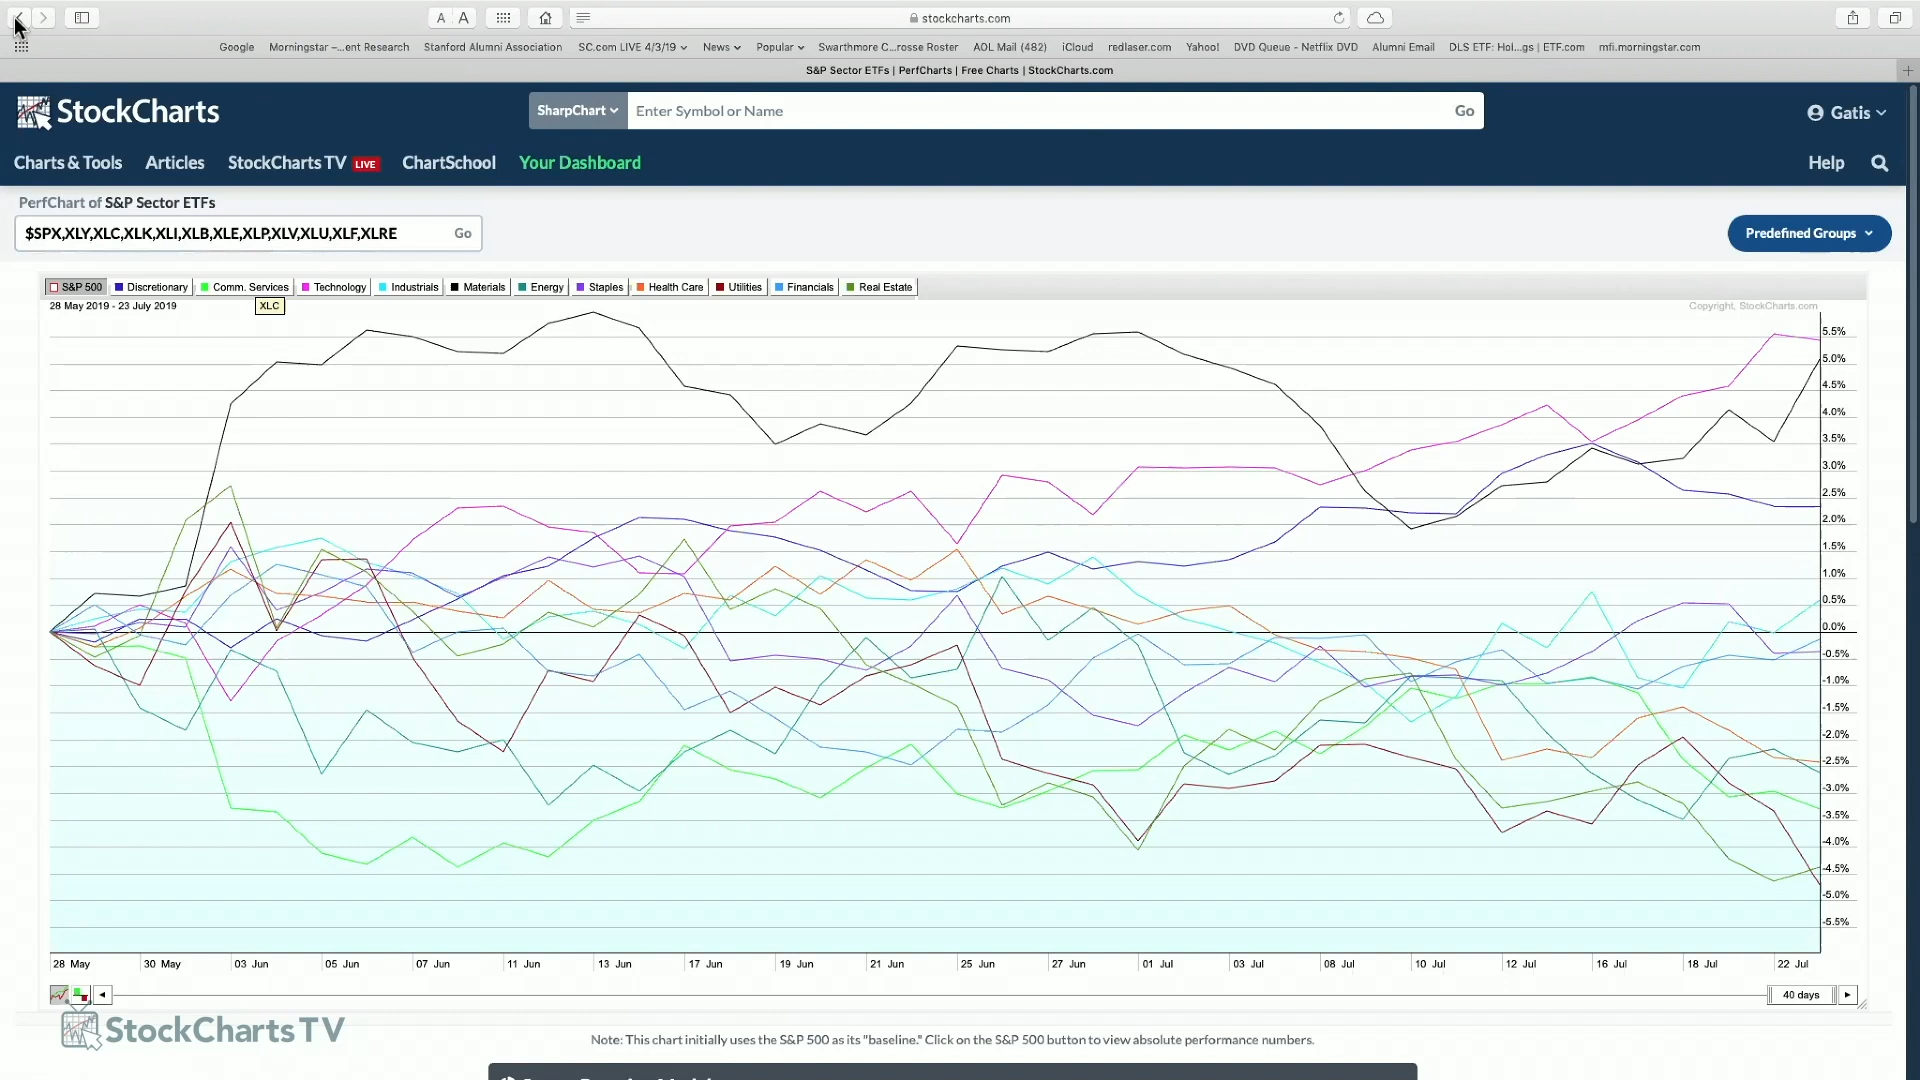 A A stockcharts.com
Google Morningstar –...ent Research Stanford Alumni Association SC.com LIVE 4/3/19 News Popular Swarthmore C...rosse Roster AOL Mail (482) iCloud redlaser.com Yahoo! DVD Queue - Netflix DVD Alumni Email DLS ETF: Hol...gs | ETF.com mfi.morningstar.com
S&P Sector ETFs | PerfCharts | Free Charts | StockCharts.com
StockCharts SharpChart Enter Symbol or Name Go Gatis
Charts & Tools Articles StockCharts TV LIVE ChartSchool Your Dashboard Help
PerfChart of S&P Sector ETFs
$SPX,XLY,XLC,XLK,XLI,XLB,XLE,XLP,XLV,XLU,XLF,XLRE Go Predefined Groups
S&P 500 Discretionary Comm. Services Technology Industrials Materials Energy Staples Health Care Utilities Financials Real Estate
28 May 2019 - 23 July 2019 XLC Copyright, StockCharts.com
5.5%
5.0%
4.5%
4.0%
3.5%
3.0%
2.5%
2.0%
1.5%
1.0%
0.5%
0.0%
-0.5%
-1.0%
-1.5%
-2.0%
-2.5%
-3.0%
-3.5%
-4.0%
-4.5%
-5.0%
-5.5%
28 May 30 May 03 Jun 05 Jun 07 Jun 11 Jun 13 Jun 17 Jun 19 Jun 21 Jun 25 Jun 27 Jun 01 Jul 03 Jul 08 Jul 10 Jul 12 Jul 16 Jul 18 Jul 22 Jul
40 days
StockCharts TV
Note: This chart initially uses the S&P 500 as its "baseline." Click on the S&P 500 button to view absolute performance numbers.